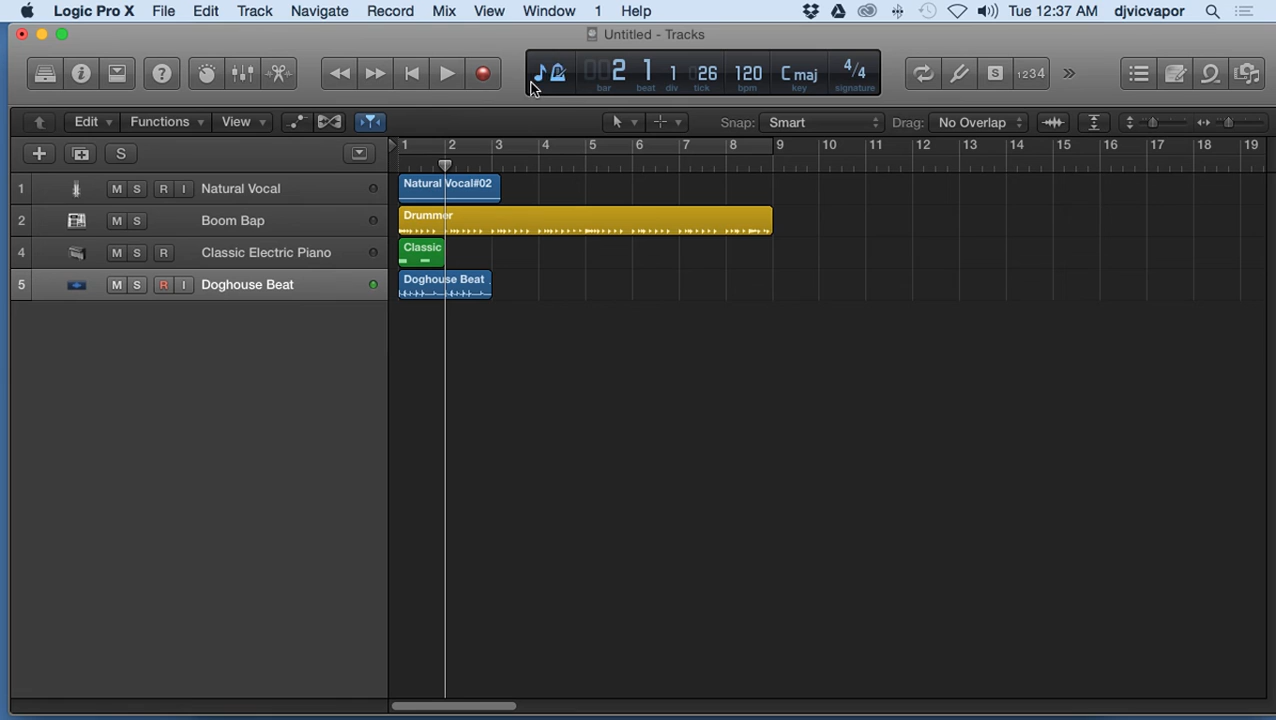 Logic Pro X File Edit Track Navigate Record Mix View Window 1 Help Tue 12:37 AM djvicvapor
Untitled - Tracks
002 1 1 26 120 C maj 4/4 S 1234
bar beat div tick bpm key signature
Edit Functions View Snap: Smart Drag: No Overlap
S 1 2 3 4 5 6 7 8 9 10 11 12 13 14 15 16 17 18 19
1 M S R I Natural Vocal Natural Vocal#02
2 M S Boom Bap Drummer
4 M S R Classic Electric Piano Classic
5 M S R I Doghouse Beat Doghouse Beat